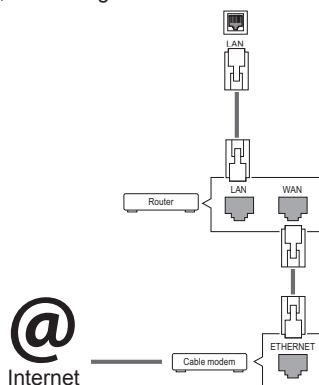 LAN
LAN WAN
Router
ETHERNET
Cable modem
@
Internet